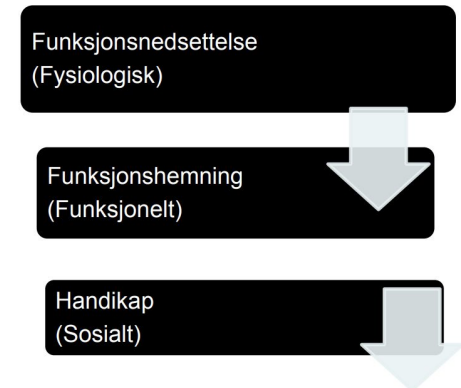 Funksjonsnedsettelse
(Fysiologisk)
Funksjonshemning
(Funksjonelt)
Handikap
(Sosialt)